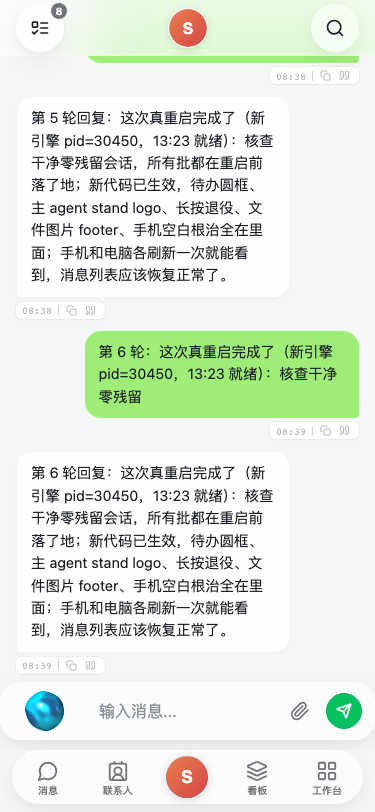 8
S
08:38
第 5 轮回复：这次真重启完成了（新
引擎 pid=30450，13:23 就绪）：核查
干净零残留会话，所有批都在重启前
落了地；新代码已生效，待办圆框、
主 agent stand logo、长按退役、文
件图片 footer、手机空白根治全在里
面；手机和电脑各刷新一次就能看
到，消息列表应该恢复正常了。
08:38
第 6 轮：这次真重启完成了（新引擎
pid=30450，13:23 就绪）：核查干净
零残留
08:39
第 6 轮回复：这次真重启完成了（新
引擎 pid=30450，13:23 就绪）：核查
干净零残留会话，所有批都在重启前
落了地；新代码已生效，待办圆框、
主 agent stand logo、长按退役、文
件图片 footer、手机空白根治全在里
面；手机和电脑各刷新一次就能看
到，消息列表应该恢复正常了。
08:39
输入消息...
消息
联系人
S
看板
工作台